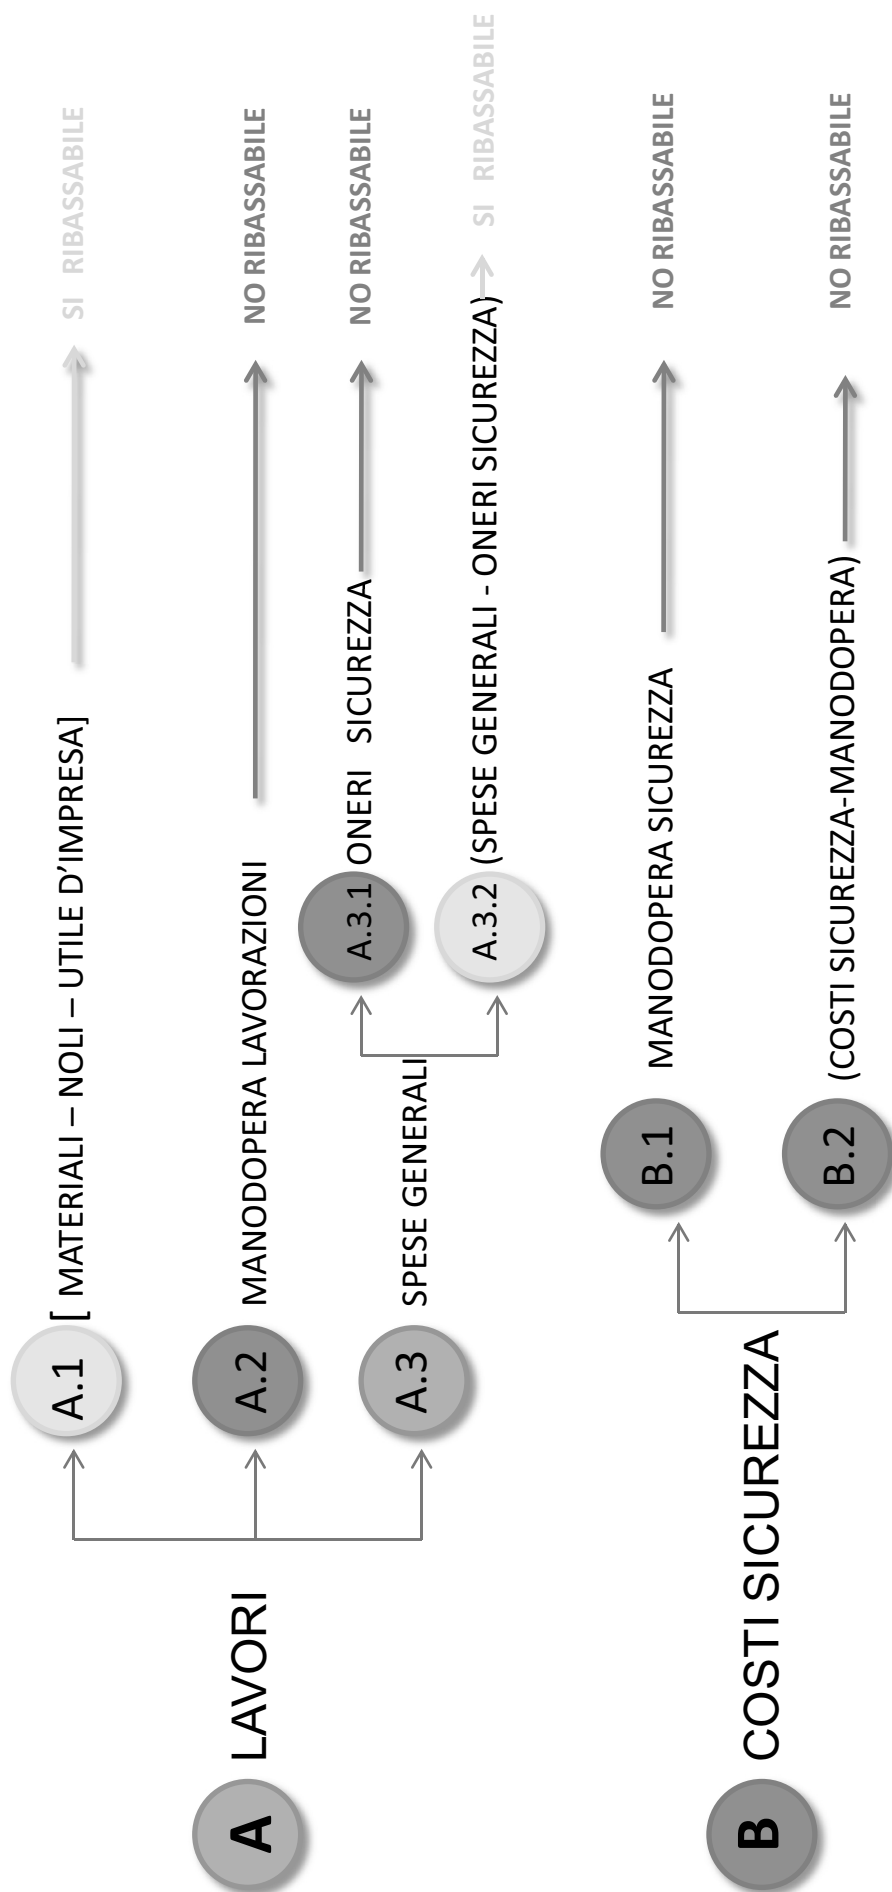 A LAVORI
A.1 [ MATERIALI – NOLI – UTILE D’IMPRESA] SI RIBASSABILE
A.2 MANODOPERA LAVORAZIONI NO RIBASSABILE
A.3 SPESE GENERALI
A.3.1 ONERI SICUREZZA NO RIBASSABILE
A.3.2 (SPESE GENERALI - ONERI SICUREZZA) SI RIBASSABILE
B COSTI SICUREZZA
B.1 MANODOPERA SICUREZZA NO RIBASSABILE
B.2 (COSTI SICUREZZA-MANODOPERA) NO RIBASSABILE